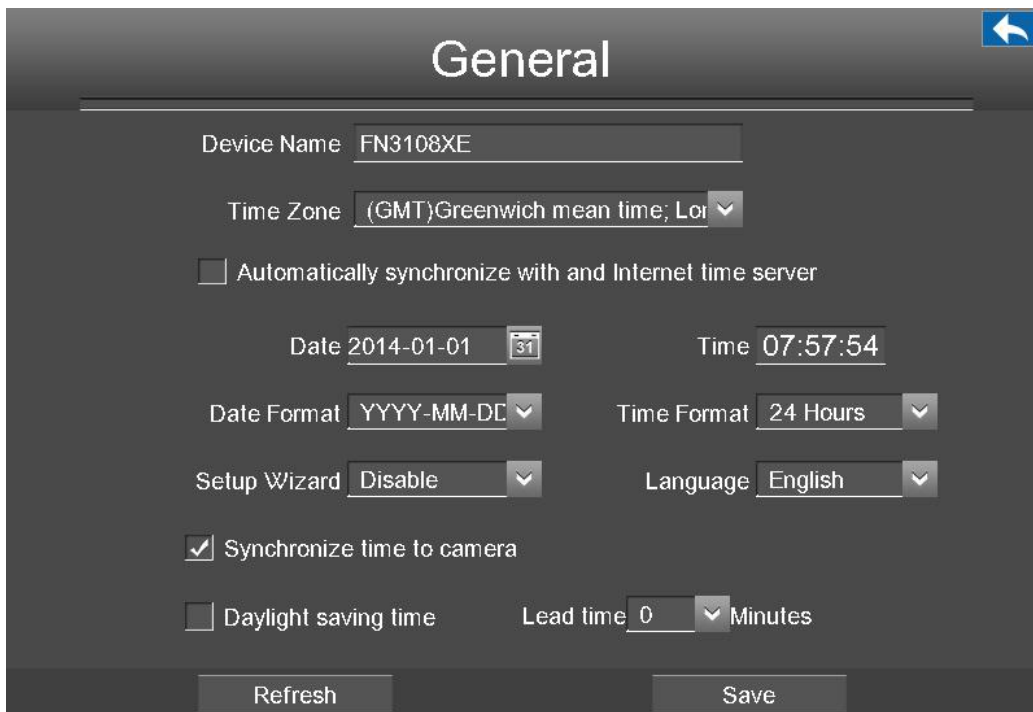 General
Device Name FN3108XE
Time Zone (GMT)Greenwich mean time; Lor
Automatically synchronize with and Internet time server
Date 2014-01-01 31 Time 07:57:54
Date Format YYYY-MM-DD Time Format 24 Hours
Setup Wizard Disable Language English
Synchronize time to camera
Daylight saving time Lead time 0 Minutes
Refresh Save